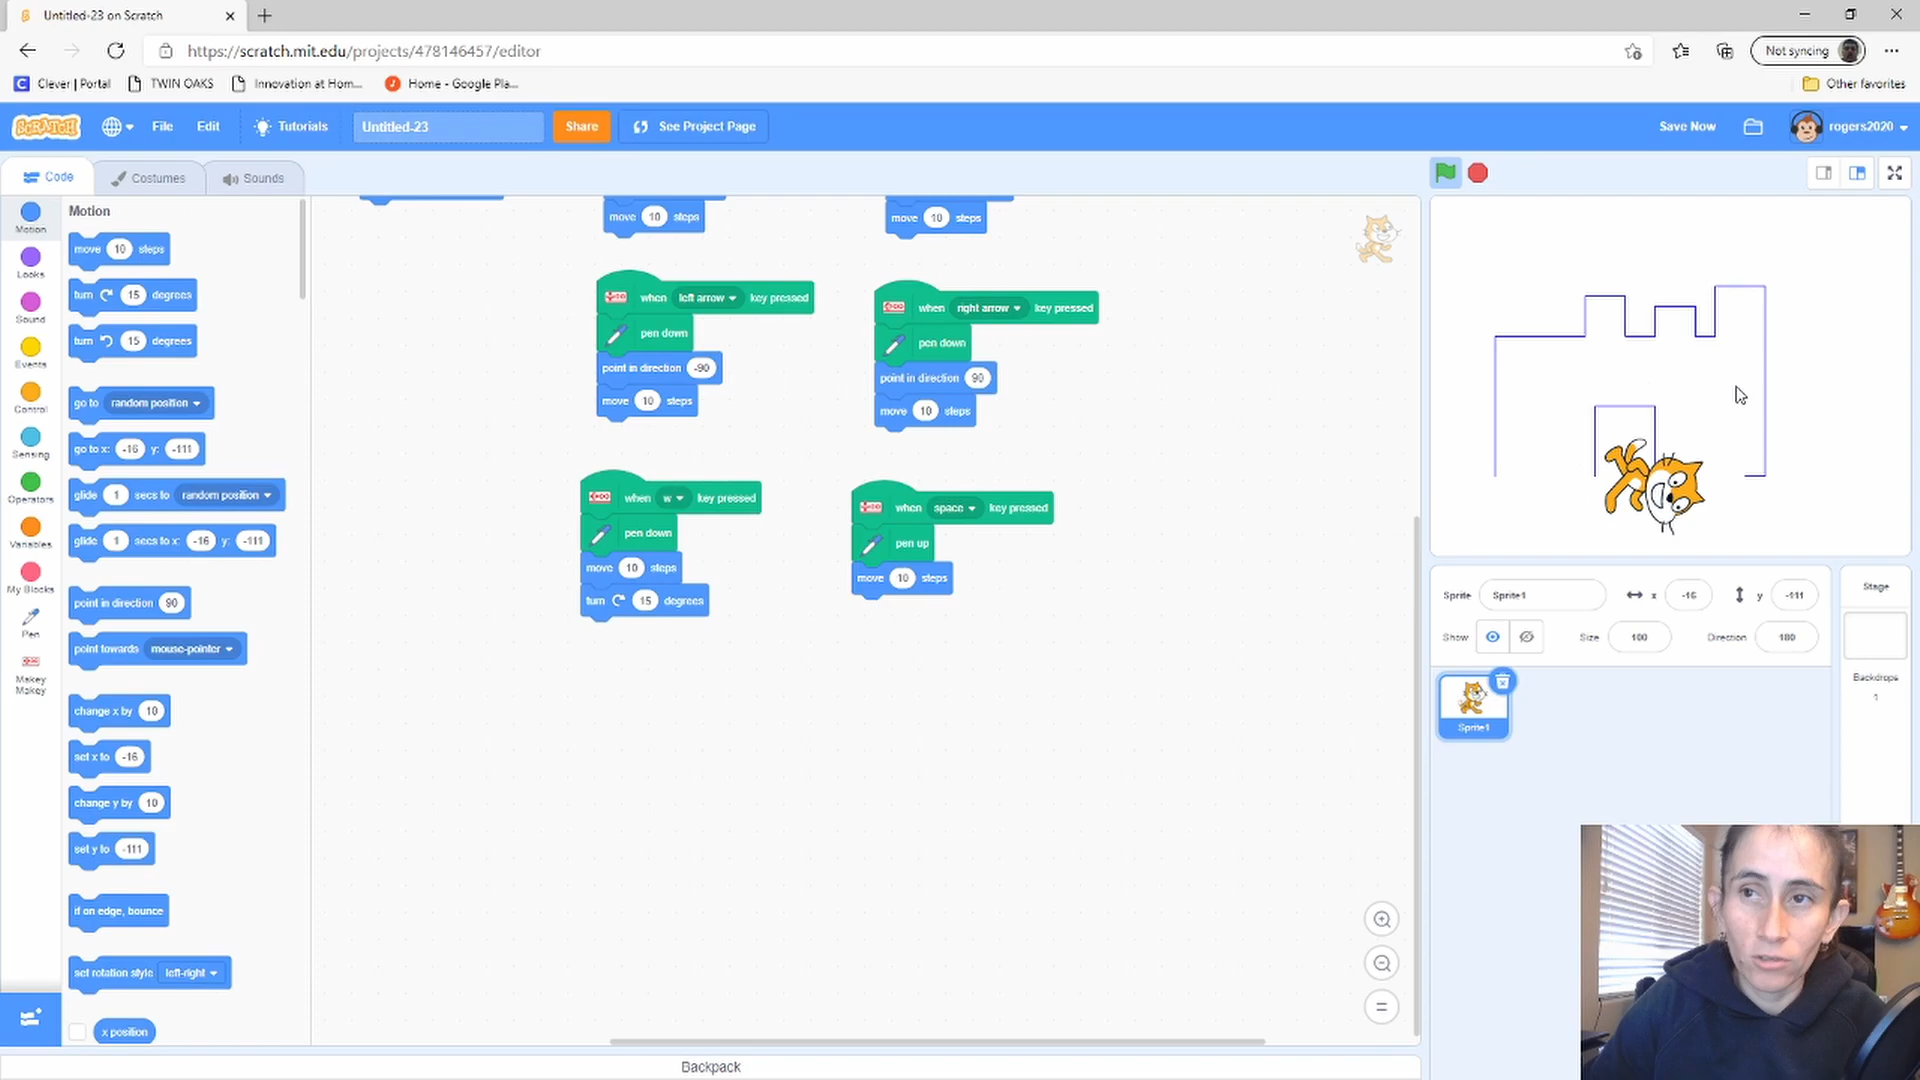 Untitled-23 on Scratch
https://scratch.mit.edu/projects/478146457/editor
Not syncing
Clever | Portal
TWIN OAKS
Innovation at Hom...
Home - Google Pla...
Other favorites
SCRATCH
File
Edit
Tutorials
Untitled-23
Share
See Project Page
Save Now
rogers2020
Code
Costumes
Sounds
Motion
Looks
Sound
Events
Control
Sensing
Operators
Variables
My Blocks
Pen
Makey Makey
Motion
move 10 steps
turn 15 degrees
turn 15 degrees
go to random position
go to x: -16 y: -111
glide 1 secs to random position
glide 1 secs to x: -16 y: -111
point in direction 90
point towards mouse-pointer
change x by 10
set x to -16
change y by 10
set y to -111
if on edge, bounce
set rotation style left-right
x position
move 10 steps
move 10 steps
when left arrow key pressed
pen down
point in direction -90
move 10 steps
when right arrow key pressed
pen down
point in direction 90
move 10 steps
when w key pressed
pen down
move 10 steps
turn 15 degrees
when space key pressed
pen up
move 10 steps
Backpack
Sprite Sprite1 x -16 y -111
Show Size 100 Direction 180
Sprite1
Stage
Backdrops
1